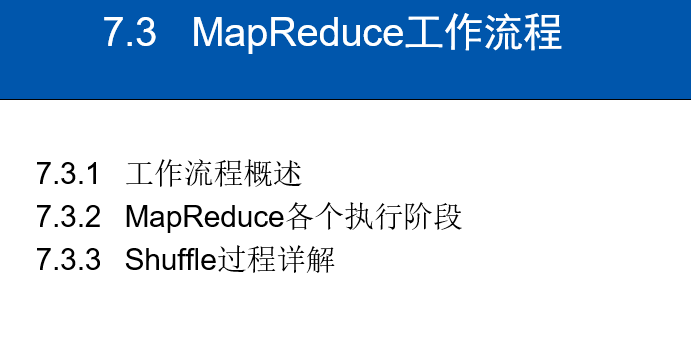 7.3 MapReduce工作流程
7.3.1 工作流程概述
7.3.2 MapReduce各个执行阶段
7.3.3 Shuffle过程详解